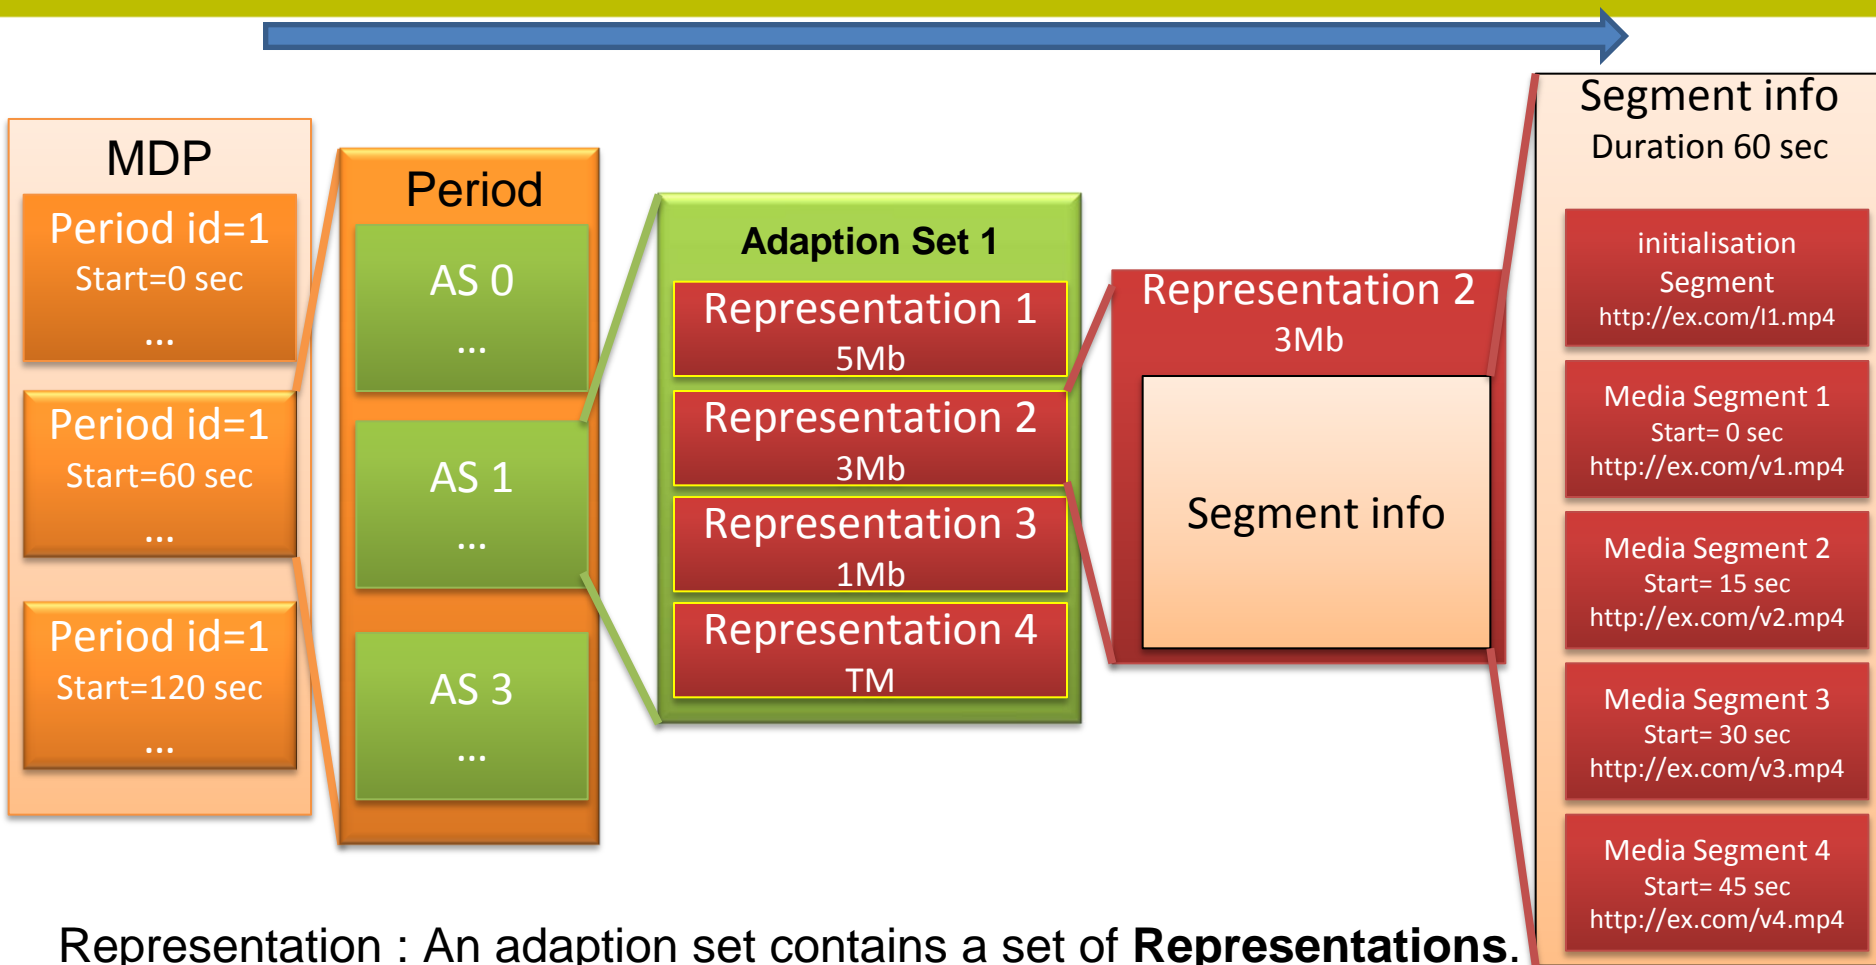 MDP
Period id=1
Start=0 sec
...
Period id=1
Start=60 sec
...
Period id=1
Start=120 sec
...
Period
AS 0
...
AS 1
...
AS 3
...
Adaption Set 1
Representation 1
5Mb
Representation 2
3Mb
Representation 3
1Mb
Representation 4
TM
Representation 2
3Mb
Segment info
Segment info
Duration 60 sec
initialisation
Segment
http://ex.com/I1.mp4
Media Segment 1
Start= 0 sec
http://ex.com/v1.mp4
Media Segment 2
Start= 15 sec
http://ex.com/v2.mp4
Media Segment 3
Start= 30 sec
http://ex.com/v3.mp4
Media Segment 4
Start= 45 sec
http://ex.com/v4.mp4
Representation : An adaption set contains a set of Representations.